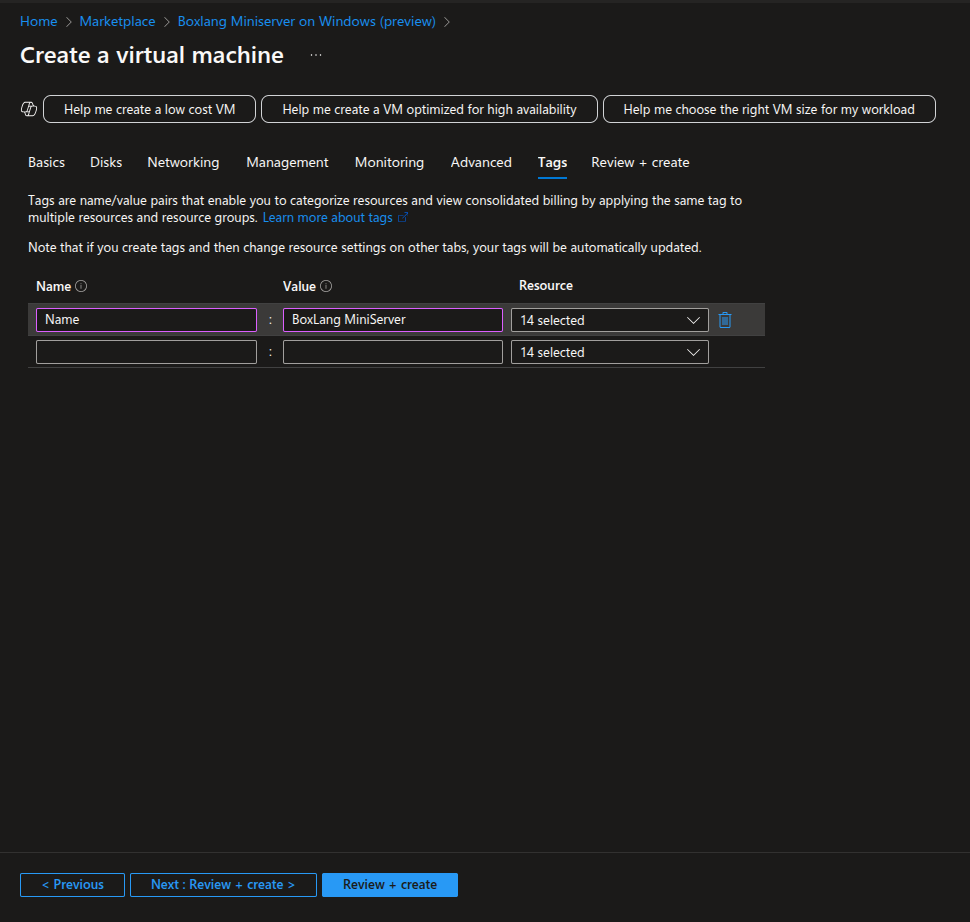 Home > Marketplace > Boxlang Miniserver on Windows (preview) >
Create a virtual machine ...
Help me create a low cost VM Help me create a VM optimized for high availability Help me choose the right VM size for my workload
Basics Disks Networking Management Monitoring Advanced Tags Review + create
Tags are name/value pairs that enable you to categorize resources and view consolidated billing by applying the same tag to
multiple resources and resource groups. Learn more about tags
Note that if you create tags and then change resource settings on other tabs, your tags will be automatically updated.
Name Value Resource
Name : BoxLang MiniServer 14 selected
: 14 selected
< Previous Next : Review + create > Review + create